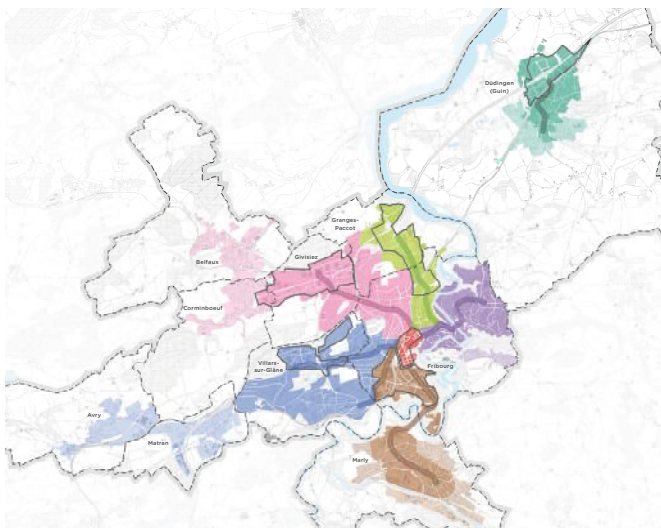 Düdingen
(Guin)
Granges-
Paccot
Givisiez
Belfaux
Corminboeuf
Villars-
sur-Glâne
Fribourg
Avry
Matran
Marly